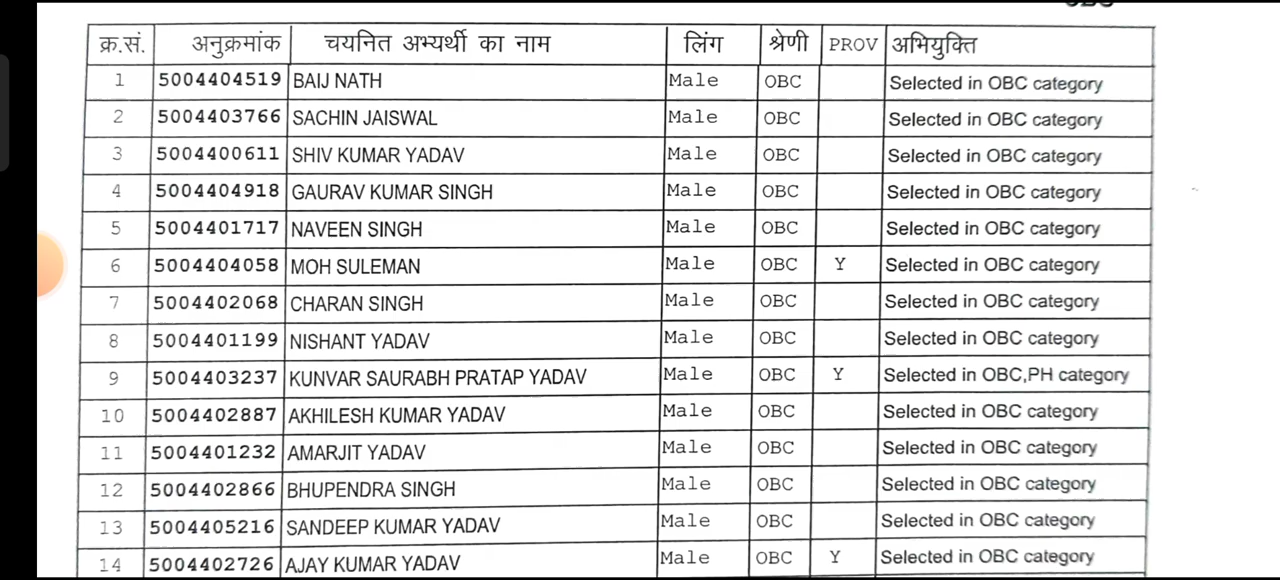 क्र.सं. अनुक्रमांक चयनित अभ्यर्थी का नाम लिंग श्रेणी PROV अभियुक्ति
1 5004404519 BAIJ NATH Male OBC Selected in OBC category
2 5004403766 SACHIN JAISWAL Male OBC Selected in OBC category
3 5004400611 SHIV KUMAR YADAV Male OBC Selected in OBC category
4 5004404918 GAURAV KUMAR SINGH Male OBC Selected in OBC category
5 5004401717 NAVEEN SINGH Male OBC Selected in OBC category
6 5004404058 MOH SULEMAN Male OBC Y Selected in OBC category
7 5004402068 CHARAN SINGH Male OBC Selected in OBC category
8 5004401199 NISHANT YADAV Male OBC Selected in OBC category
9 5004403237 KUNVAR SAURABH PRATAP YADAV Male OBC Y Selected in OBC,PH category
10 5004402887 AKHILESH KUMAR YADAV Male OBC Selected in OBC category
11 5004401232 AMARJIT YADAV Male OBC Selected in OBC category
12 5004402866 BHUPENDRA SINGH Male OBC Selected in OBC category
13 5004405216 SANDEEP KUMAR YADAV Male OBC Selected in OBC category
14 5004402726 AJAY KUMAR YADAV Male OBC Y Selected in OBC category